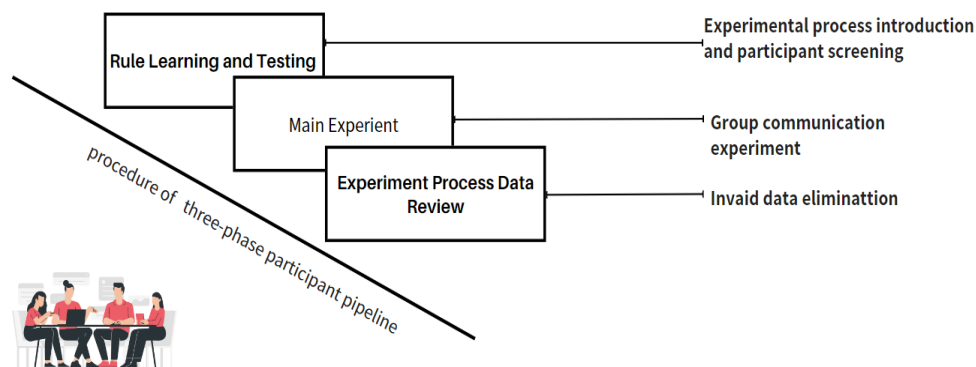 Rule Learning and Testing
Experimental process introduction
and participant screening
Main Experient
Group communication
experiment
Experiment Process Data
Review
Invaid data eliminattion
procedure of three-phase participant pipeline